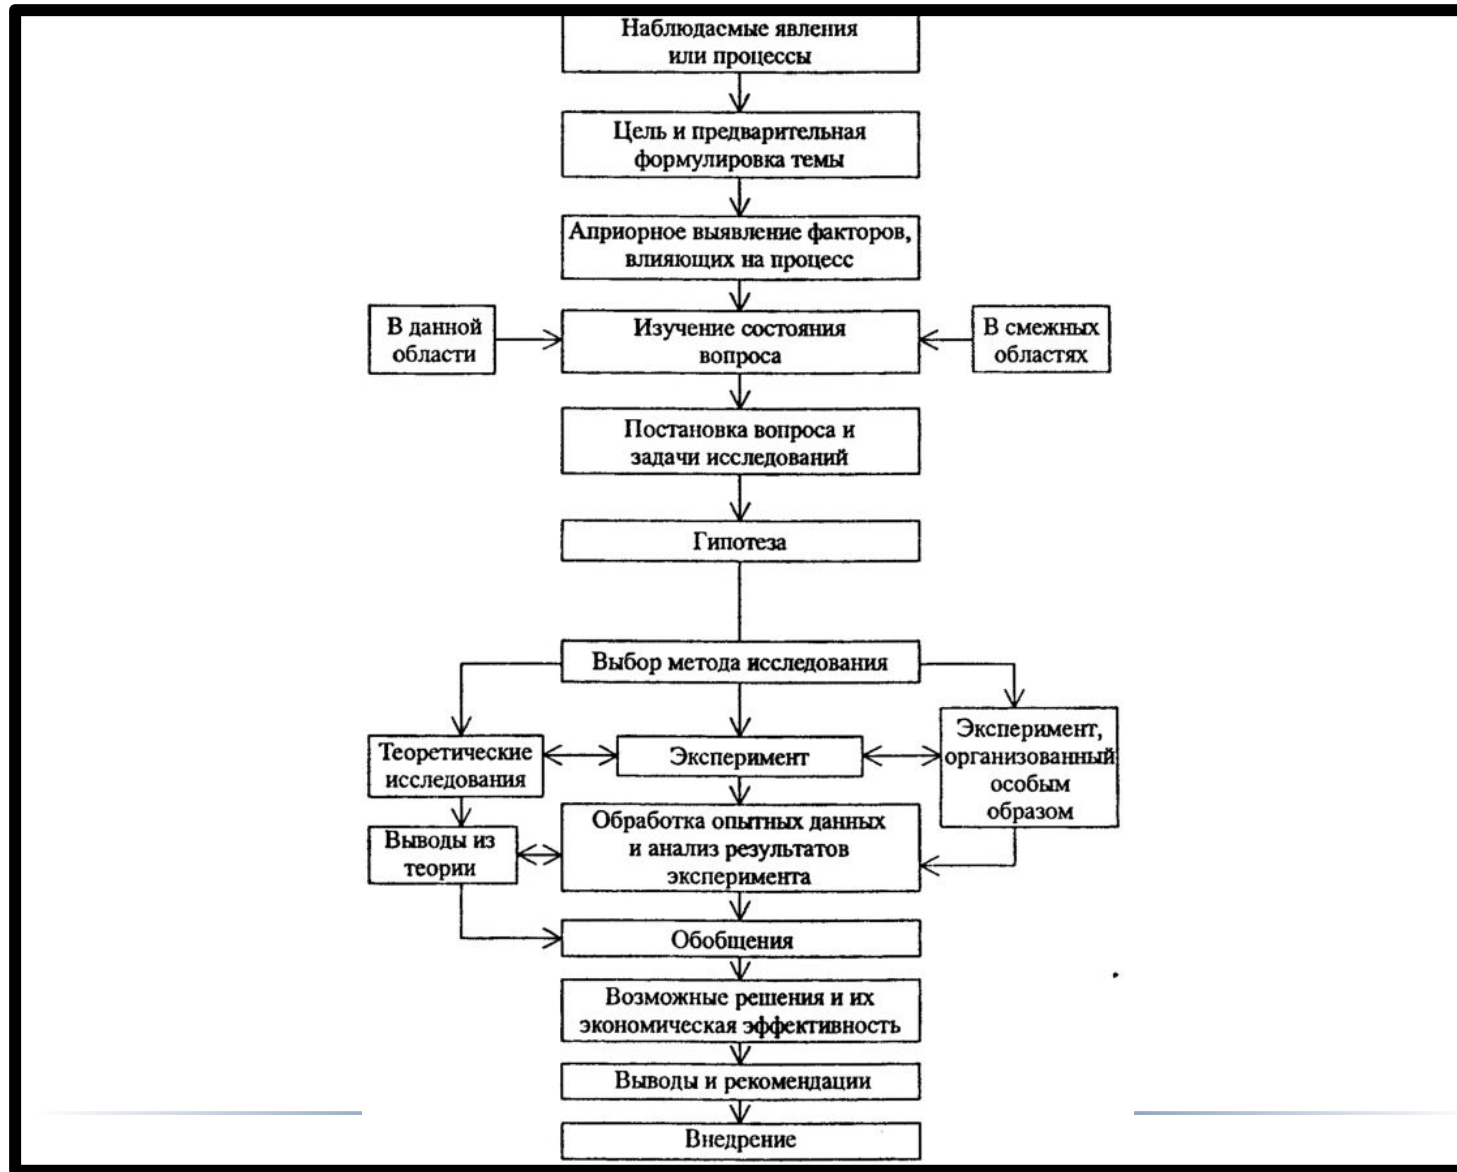 Наблюдасмые явления
или процессы
Цель и предварительная
формулировка темы
Априорное выявление факторов,
влияющих на процесс
В данной
области
Изучение состояния
вопроса
В смежных
областях
Постановка вопроса и
задачи исследований
Гипотеза
Выбор метода исследования
Теоретические
исследования
Эксперимент
Эксперимент,
организованный
особым
образом
Выводы из
теории
Обработка опытных данных
и анализ результатов
эксперимента
Обобщения
Возможные решения и их
экономическая эффективность
Выводы и рекомендации
Внедрение